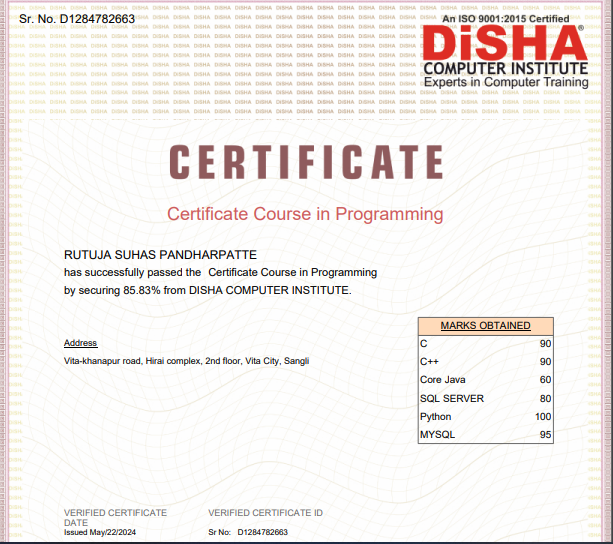 Sr. No. D1284782663
An ISO 9001:2015 Certified
DiSHA
COMPUTER INSTITUTE
Experts in Computer Training
CERTIFICATE
Certificate Course in Programming
RUTUJA SUHAS PANDHARPATTE
has successfully passed the Certificate Course in Programming
by securing 85.83% from DISHA COMPUTER INSTITUTE.
MARKS OBTAINED
C 90
C++ 90
Core Java 60
SQL SERVER 80
Python 100
MYSQL 95
Address
Vita-khanapur road, Hirai complex, 2nd floor, Vita City, Sangli
VERIFIED CERTIFICATE DATE
Issued May/22/2024
VERIFIED CERTIFICATE ID
Sr No: D1284782663